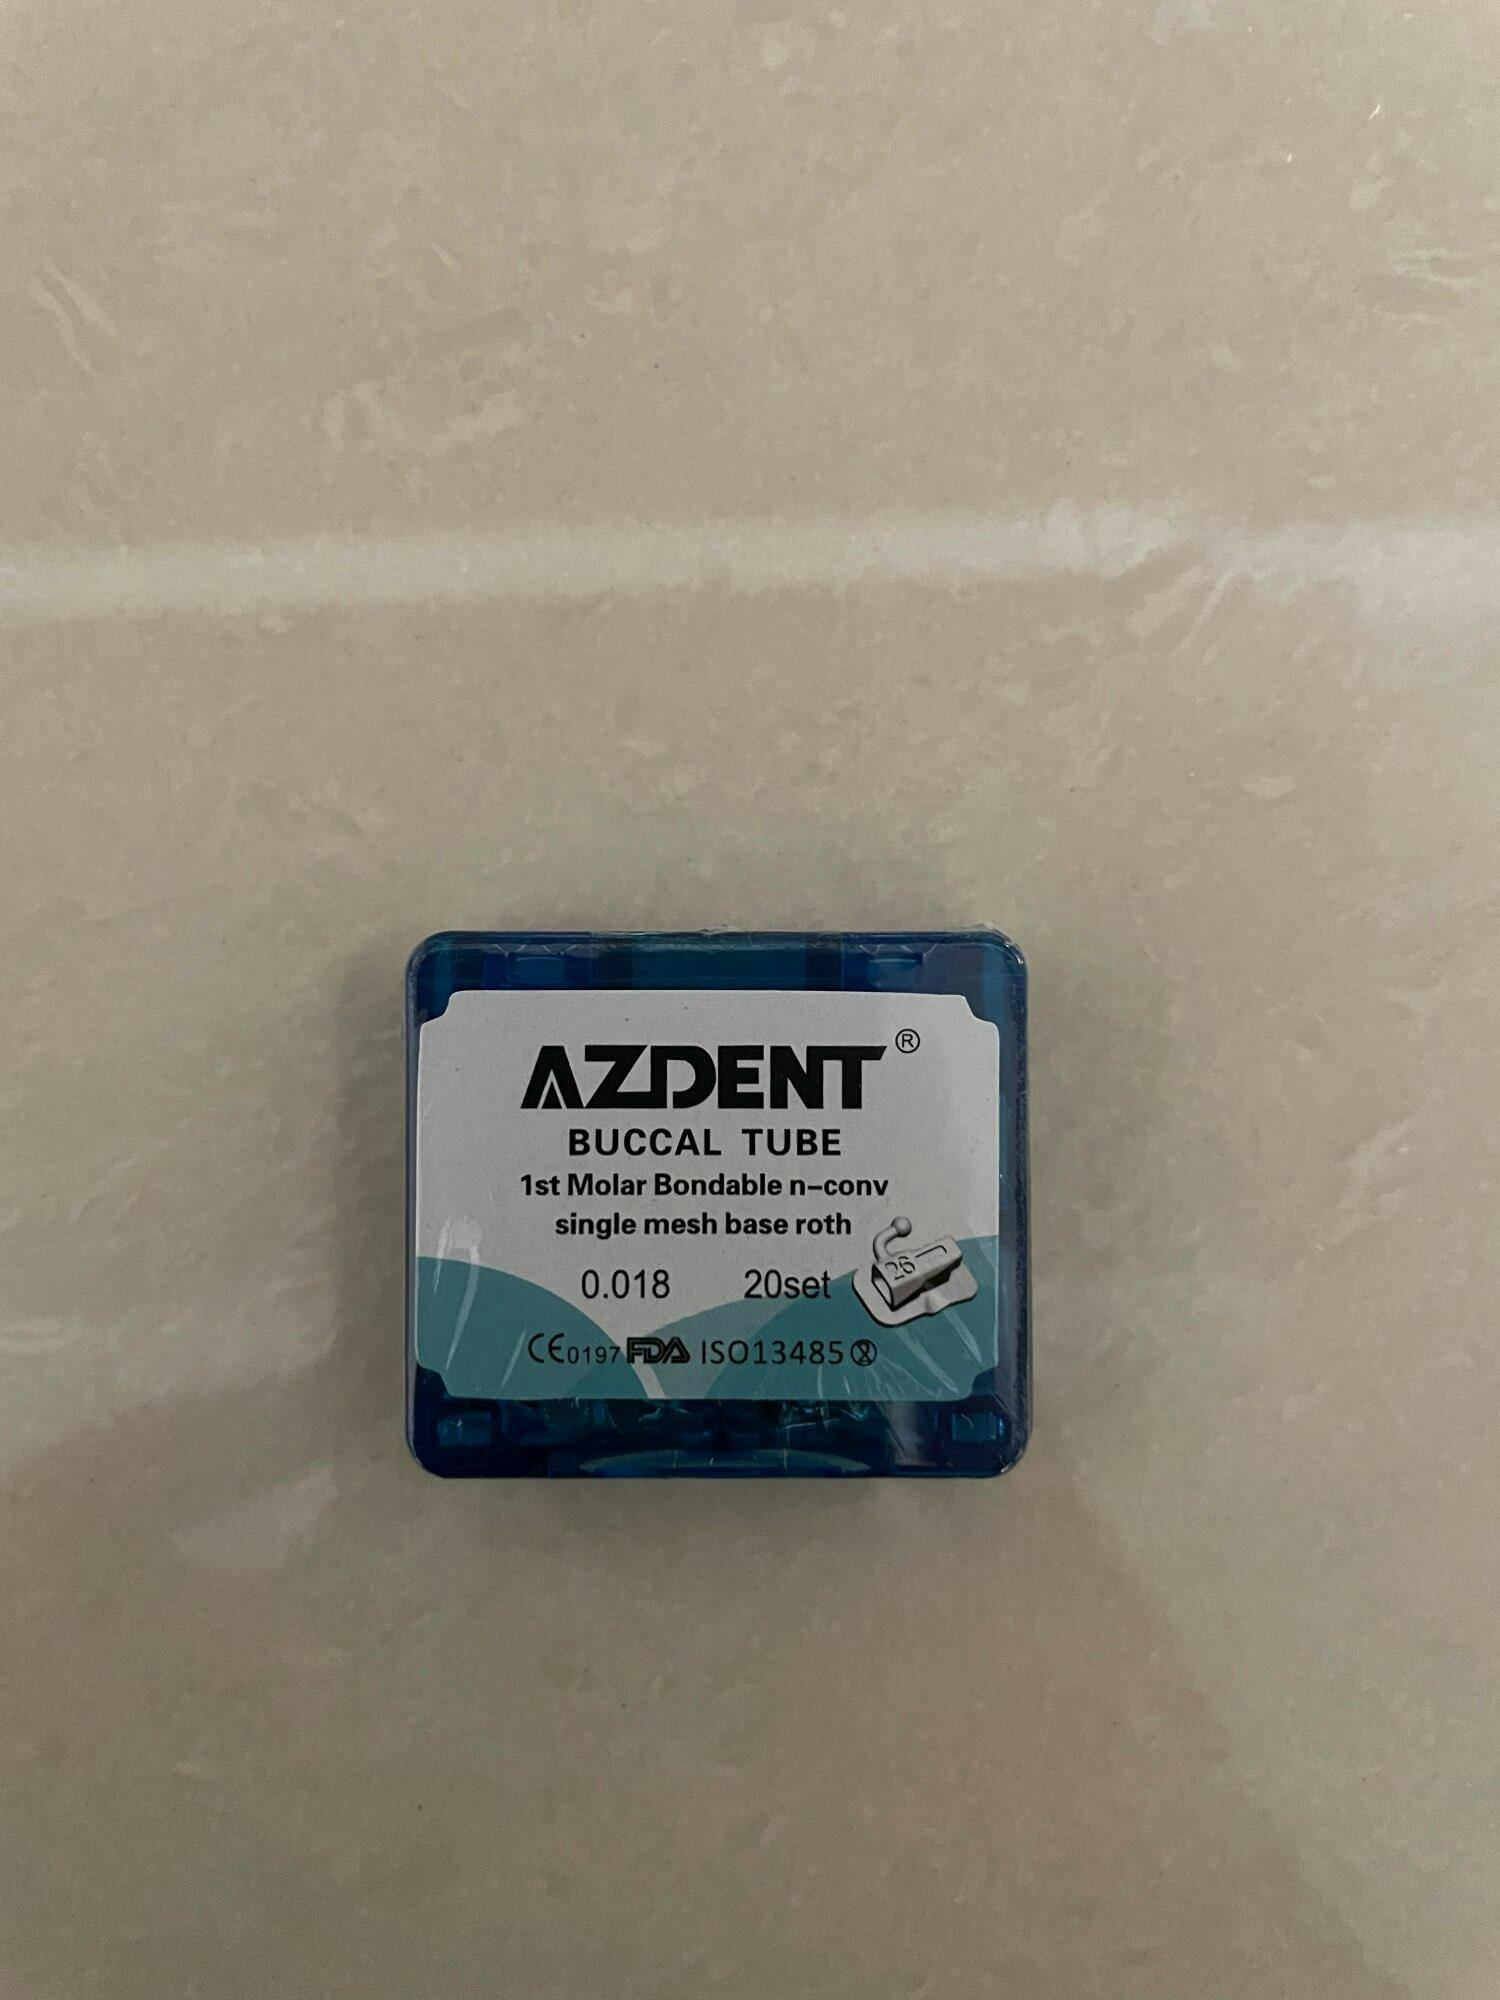 AZDENT®
BUCCAL TUBE
1st Molar Bondable n-conv
single mesh base roth
0.018 20set
26
CE0197 FDA ISO13485